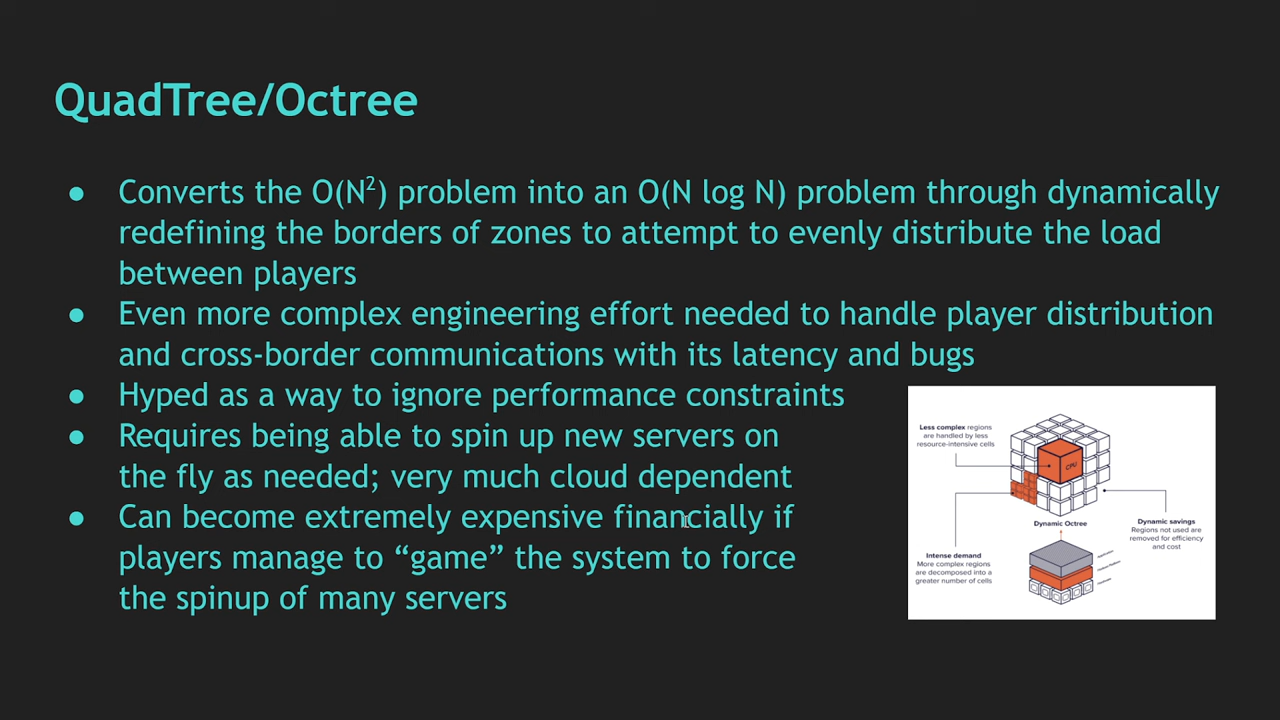 QuadTree/Octree
● Converts the O(N²) problem into an O(N log N) problem through dynamically
redefining the borders of zones to attempt to evenly distribute the load
between players
● Even more complex engineering effort needed to handle player distribution
and cross-border communications with its latency and bugs
● Hyped as a way to ignore performance constraints
● Requires being able to spin up new servers on
the fly as needed; very much cloud dependent
● Can become extremely expensive financially if
players manage to “game” the system to force
the spinup of many servers
Less complex regions
are handled by less
resource-intensive cells
CPU
Dynamic Octree
Intense demand
More complex regions
are decomposed into a
greater number of cells
Dynamic savings
Regions not used are
removed for efficiency
and cost